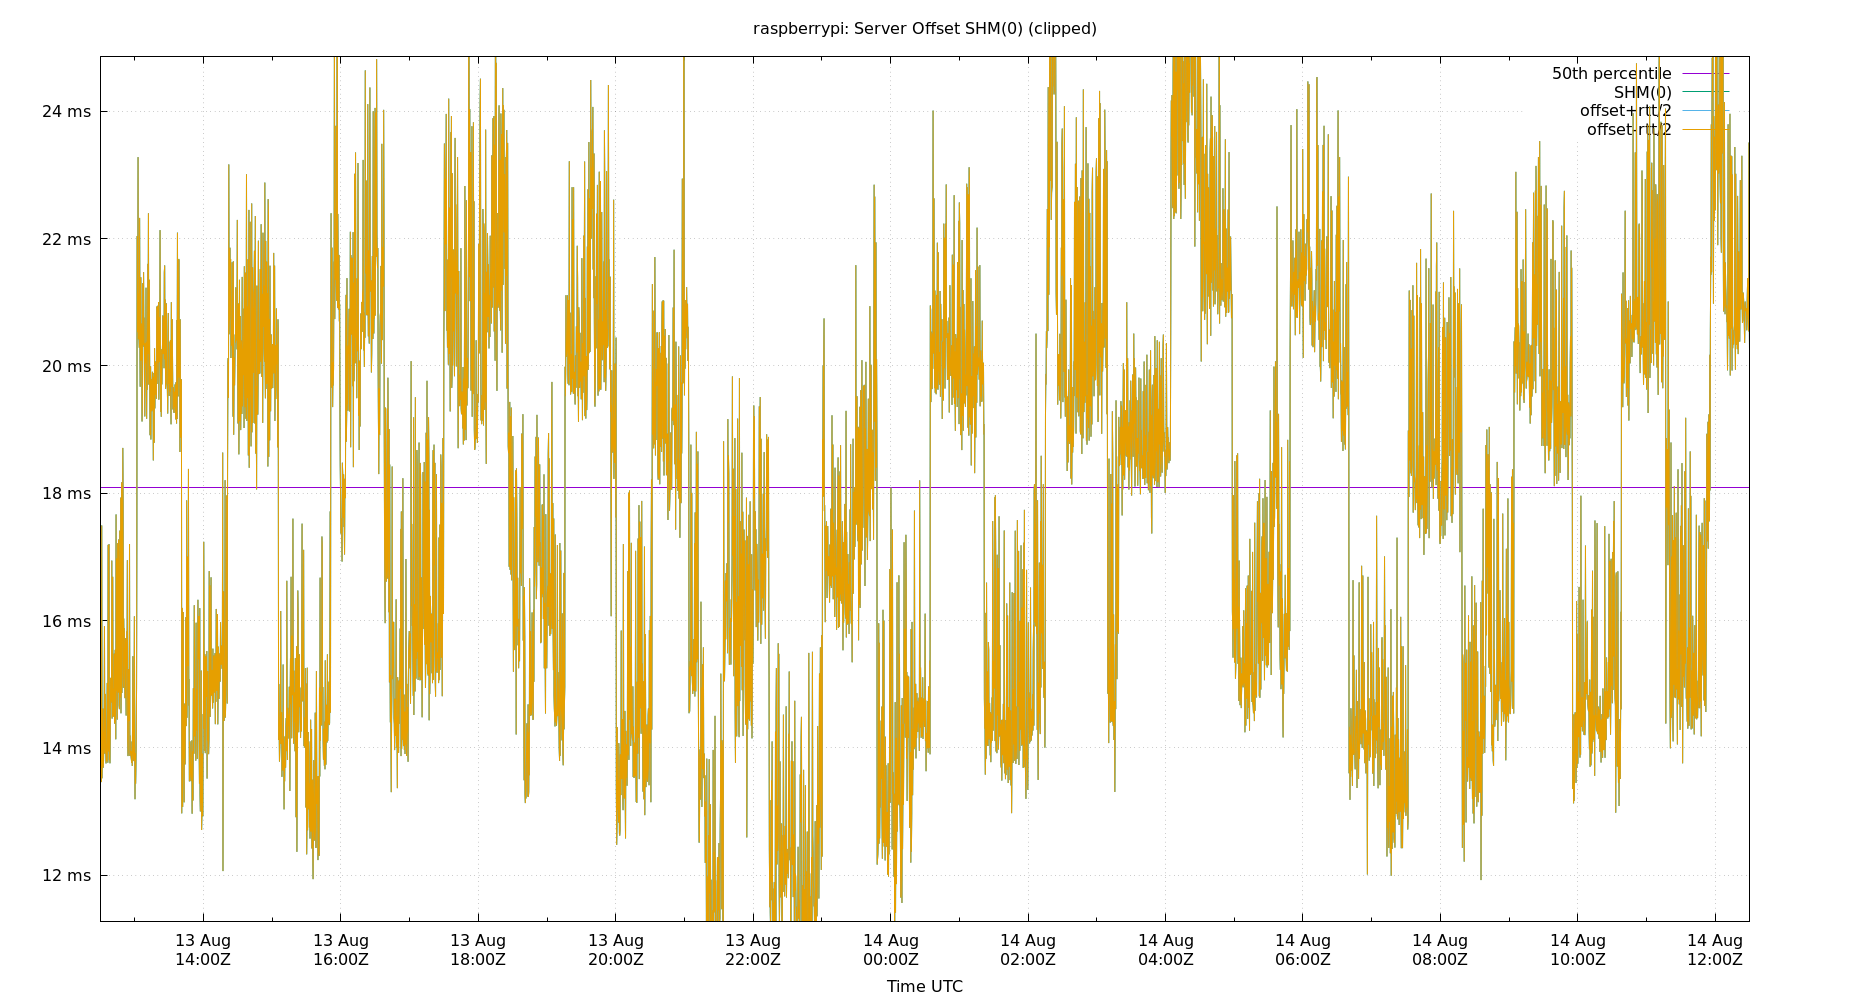 raspberrypi: Server Offset SHM(0) (clipped)
50th percentile
SHM(0)
offset+rtt/2
offset-rtt/2
24 ms
22 ms
20 ms
18 ms
16 ms
14 ms
12 ms
13 Aug 13 Aug 13 Aug 13 Aug 13 Aug 14 Aug 14 Aug 14 Aug 14 Aug 14 Aug 14 Aug 14 Aug
14:00Z 16:00Z 18:00Z 20:00Z 22:00Z 00:00Z 02:00Z 04:00Z 06:00Z 08:00Z 10:00Z 12:00Z
Time UTC